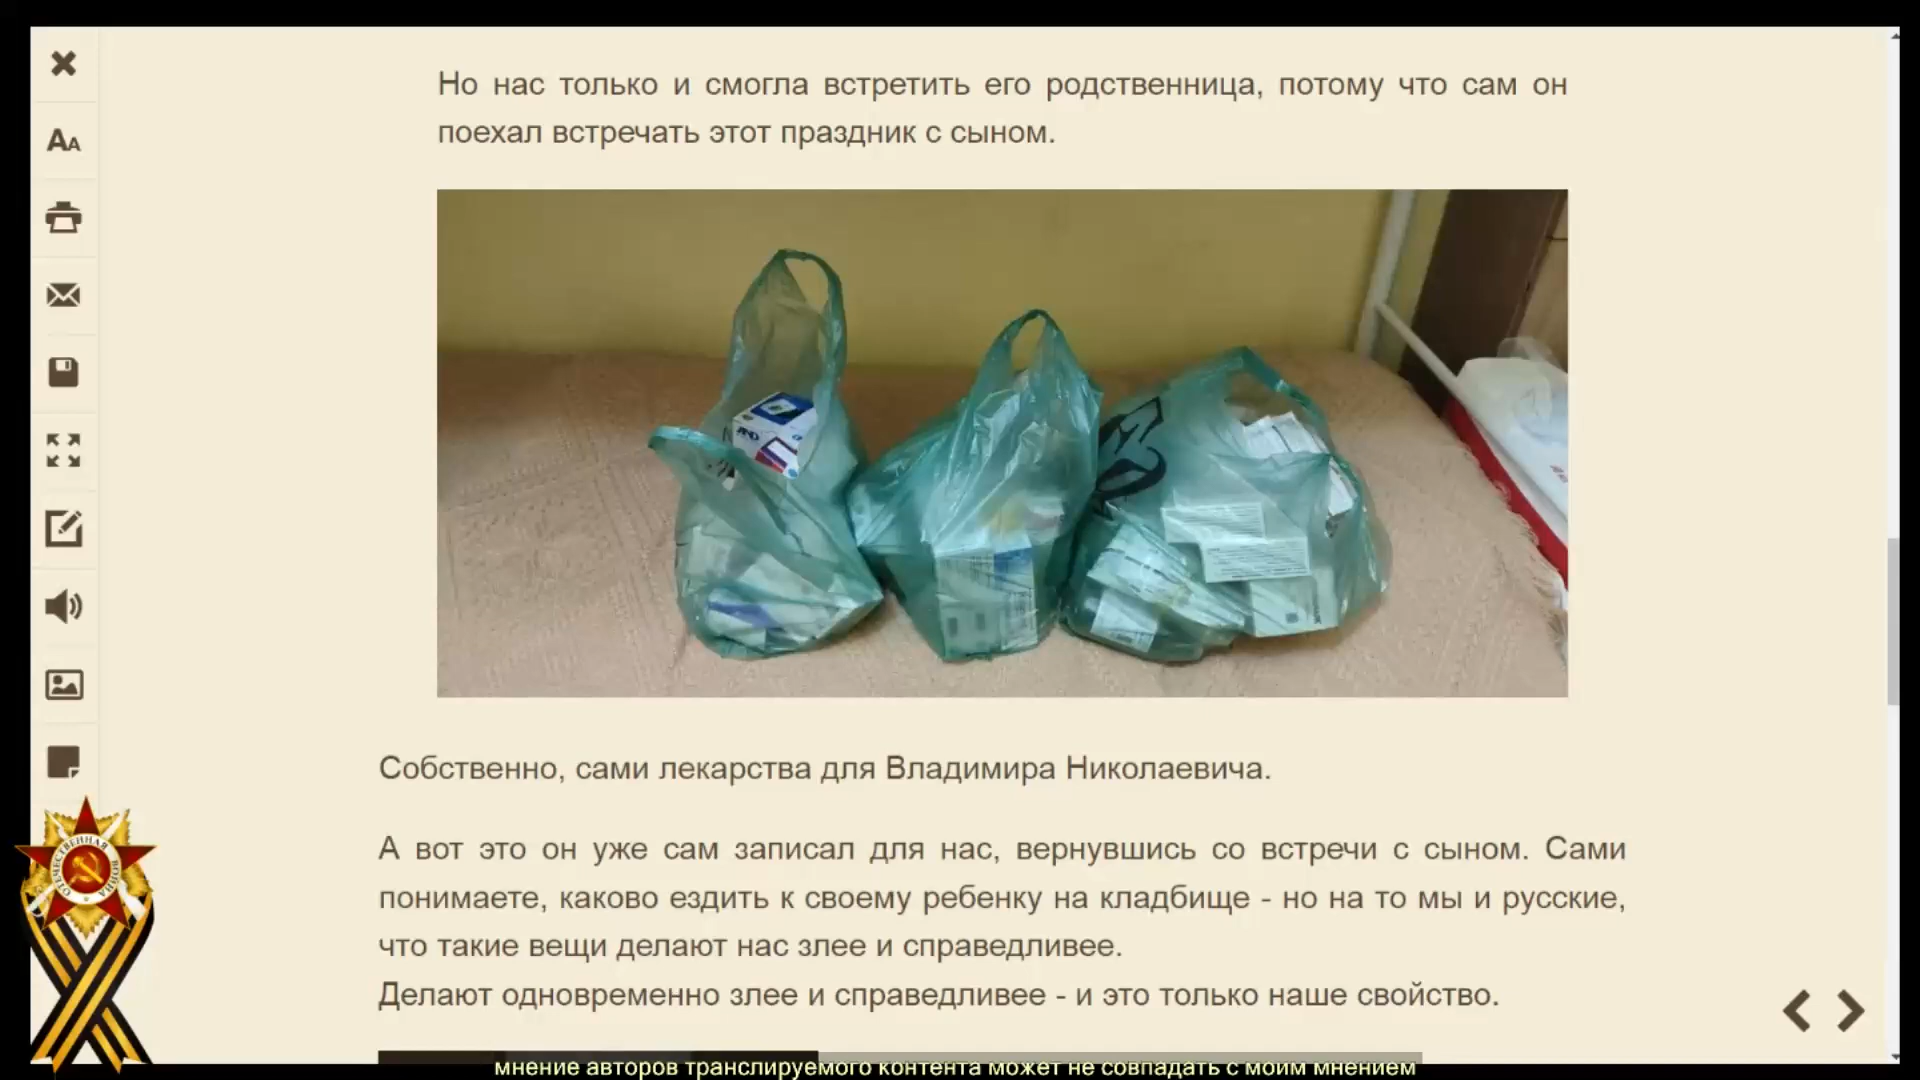 Но нас только и смогла встретить его родственница, потому что сам он
поехал встречать этот праздник с сыном.
Собственно, сами лекарства для Владимира Николаевича.
А вот это он уже сам записал для нас, вернувшись со встречи с сыном. Сами
понимаете, каково ездить к своему ребенку на кладбище - но на то мы и русские,
что такие вещи делают нас злее и справедливее.
Делают одновременно злее и справедливее - и это только наше свойство.
ОТЕЧЕСТВЕННАЯ ВОЙНА
мнение авторов транслируемого контента может не совпадать с моим мнением